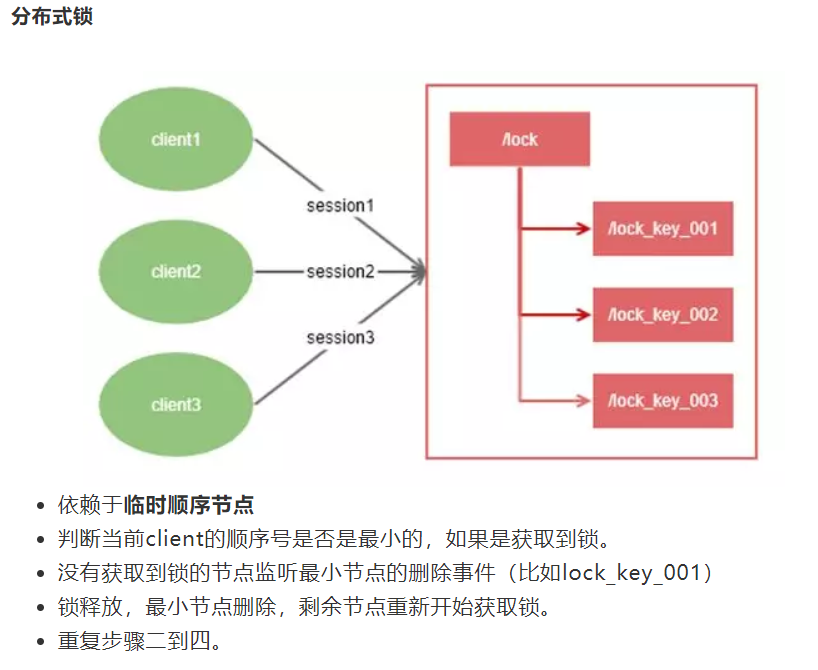 分布式锁
client1
session1
/lock
/lock_key_001
client2
session2
/lock_key_002
session3
client3
/lock_key_003
依赖于临时顺序节点
判断当前client的顺序号是否是最小的，如果是获取到锁。
没有获取到锁的节点监听最小节点的删除事件（比如lock_key_001）
锁释放，最小节点删除，剩余节点重新开始获取锁。
重复步骤二到四。